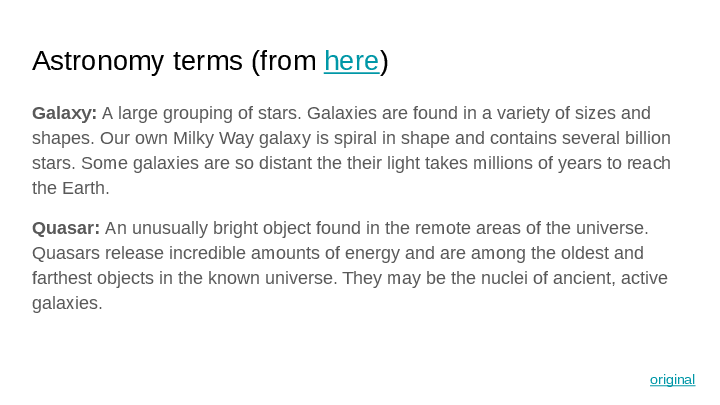 Astronomy terms (from here)
Galaxy: A large grouping of stars. Galaxies are found in a variety of sizes and
shapes. Our own Milky Way galaxy is spiral in shape and contains several billion
stars. Some galaxies are so distant the their light takes millions of years to reach
the Earth.
Quasar: An unusually bright object found in the remote areas of the universe.
Quasars release incredible amounts of energy and are among the oldest and
farthest objects in the known universe. They may be the nuclei of ancient, active
galaxies.
original